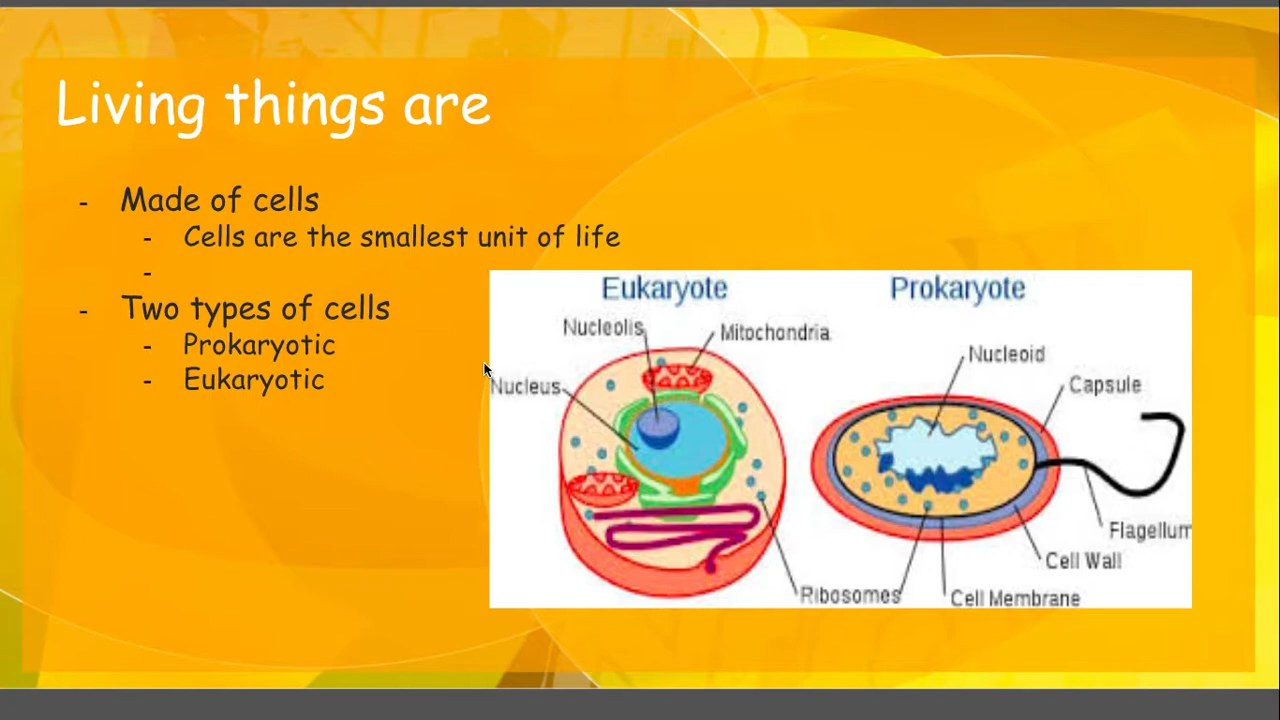 Living things are
- Made of cells
- Cells are the smallest unit of life
-
- Two types of cells
- Prokaryotic
- Eukaryotic
Eukaryote
Prokaryote
Nucleolis
Mitochondria
Nucleus
Nucleoid
Capsule
Flagellum
Cell Wall
Ribosomes
Cell Membrane